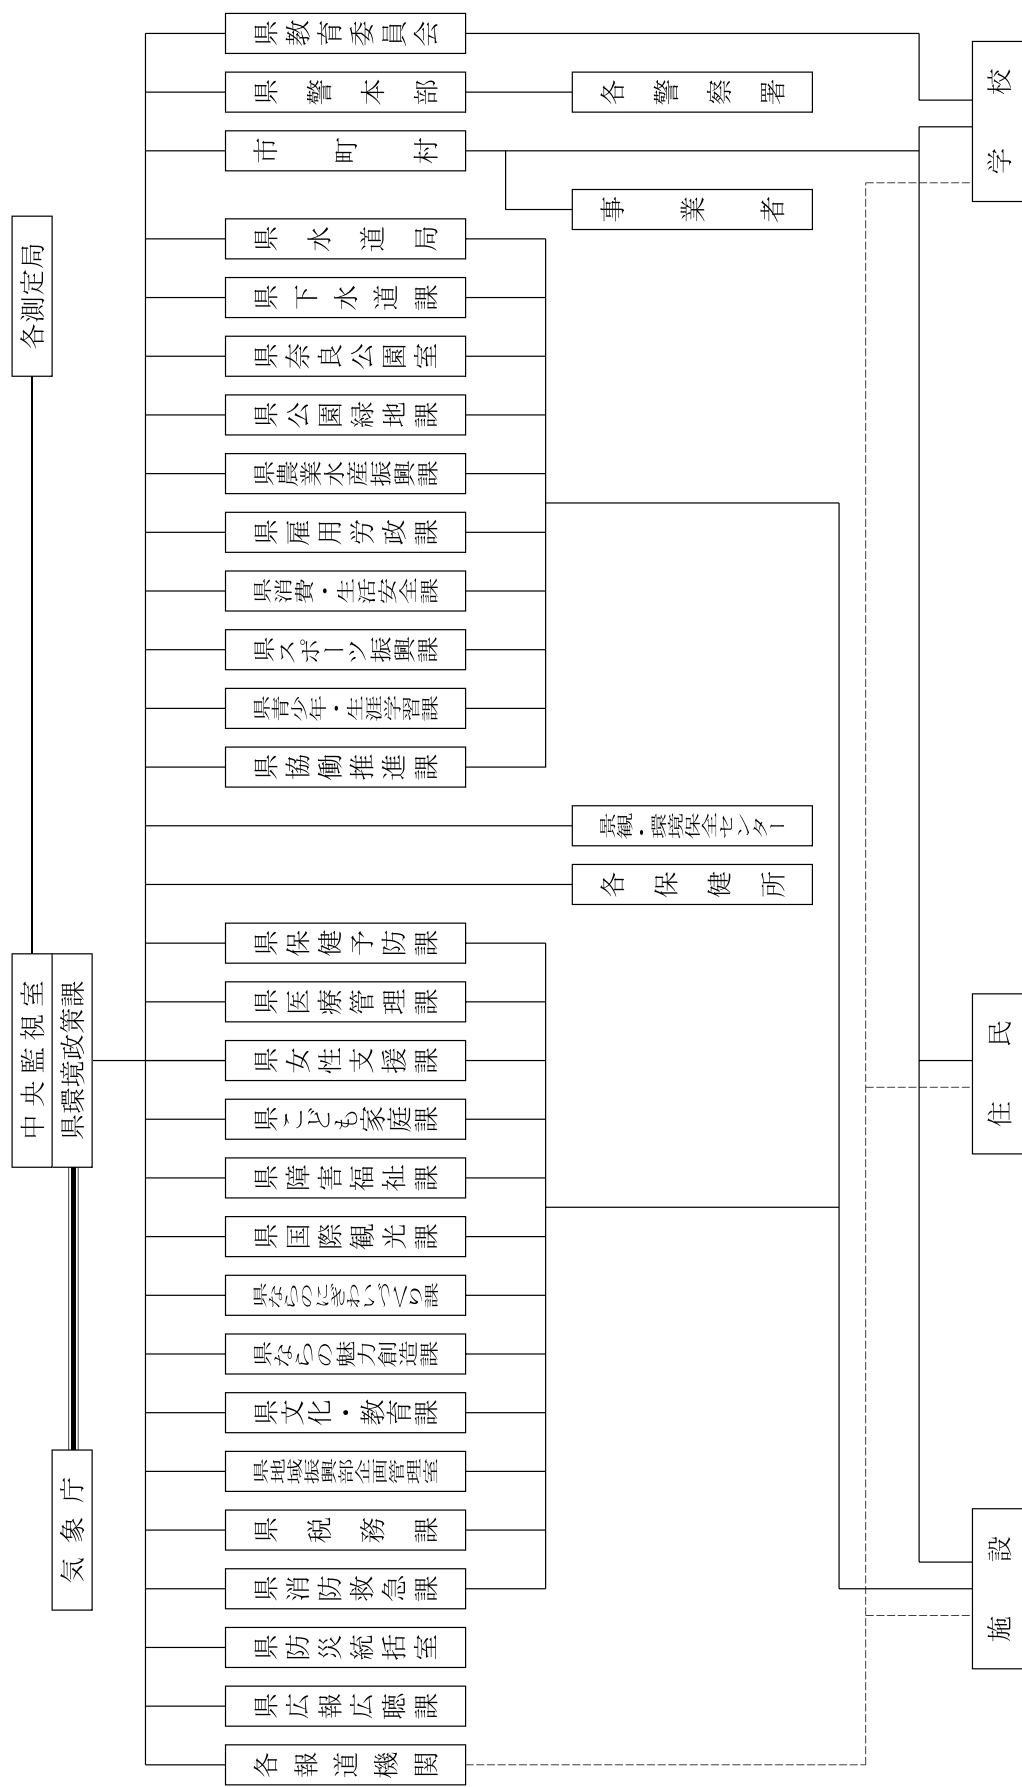 気象庁
中央監視室
県環境政策課
各測定局
各報道機関
県広報広聴課
県防災統括室
県消防救急課
県税務課
県地域振興部企画管理室
県文化・教育課
県ならの魅力創造課
県ならのにぎわいづくり課
県国際観光課
県障害福祉課
県こども家庭課
県女性支援課
県医療管理課
県保健予防課
各保健所
景観・環境保全センター
県協働推進課
県青少年・生涯学習課
県スポーツ振興課
県消費・生活安全課
県雇用労政課
県農業水産振興課
県公園緑地課
県奈良公園室
県下水道課
県水道局
事業者
市町村
県警本部
各警察署
県教育委員会
施設
住民
学校